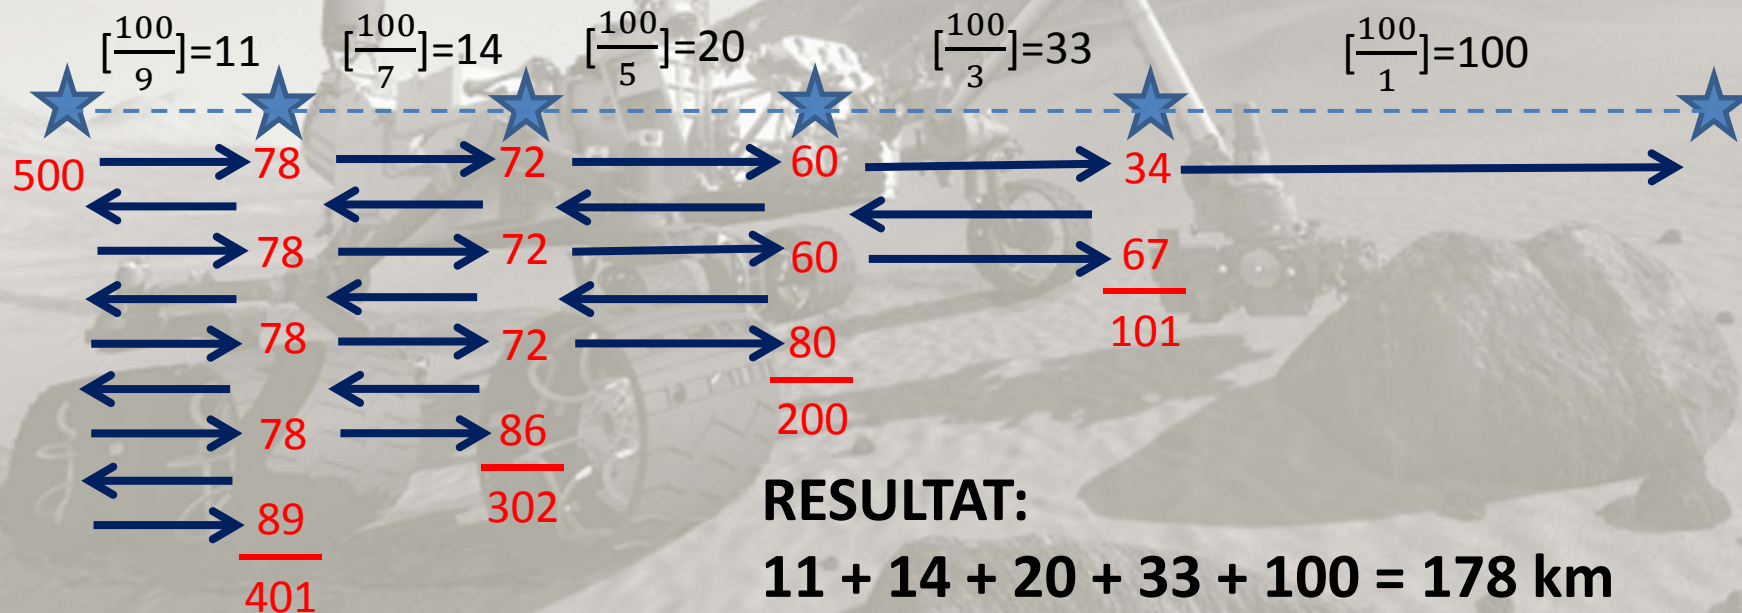 [100/9]=11 [100/7]=14 [100/5]=20 [100/3]=33 [100/1]=100
500 78 72 60 34
78 72 60 67
101
78 72 80
200
78 86
302
89
401
RESULTAT:
11 + 14 + 20 + 33 + 100 = 178 km